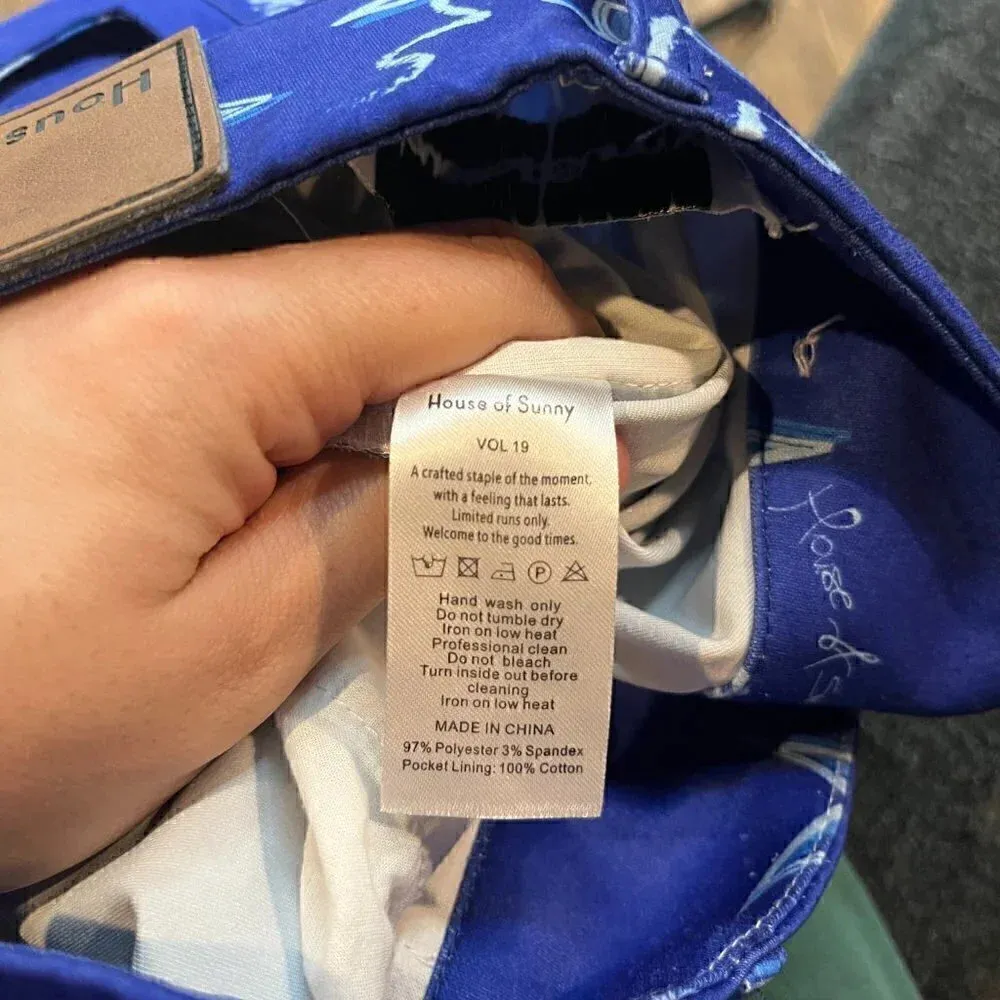 Hous
House of Sunny
VOL 19
A crafted staple of the moment,
with a feeling that lasts.
Limited runs only.
Welcome to the good times.
P
Hand wash only
Do not tumble dry
Iron on low heat
Professional clean
Do not bleach
Turn inside out before
cleaning
Iron on low heat
MADE IN CHINA
97% Polyester 3% Spandex
Pocket Lining: 100% Cotton
House of S